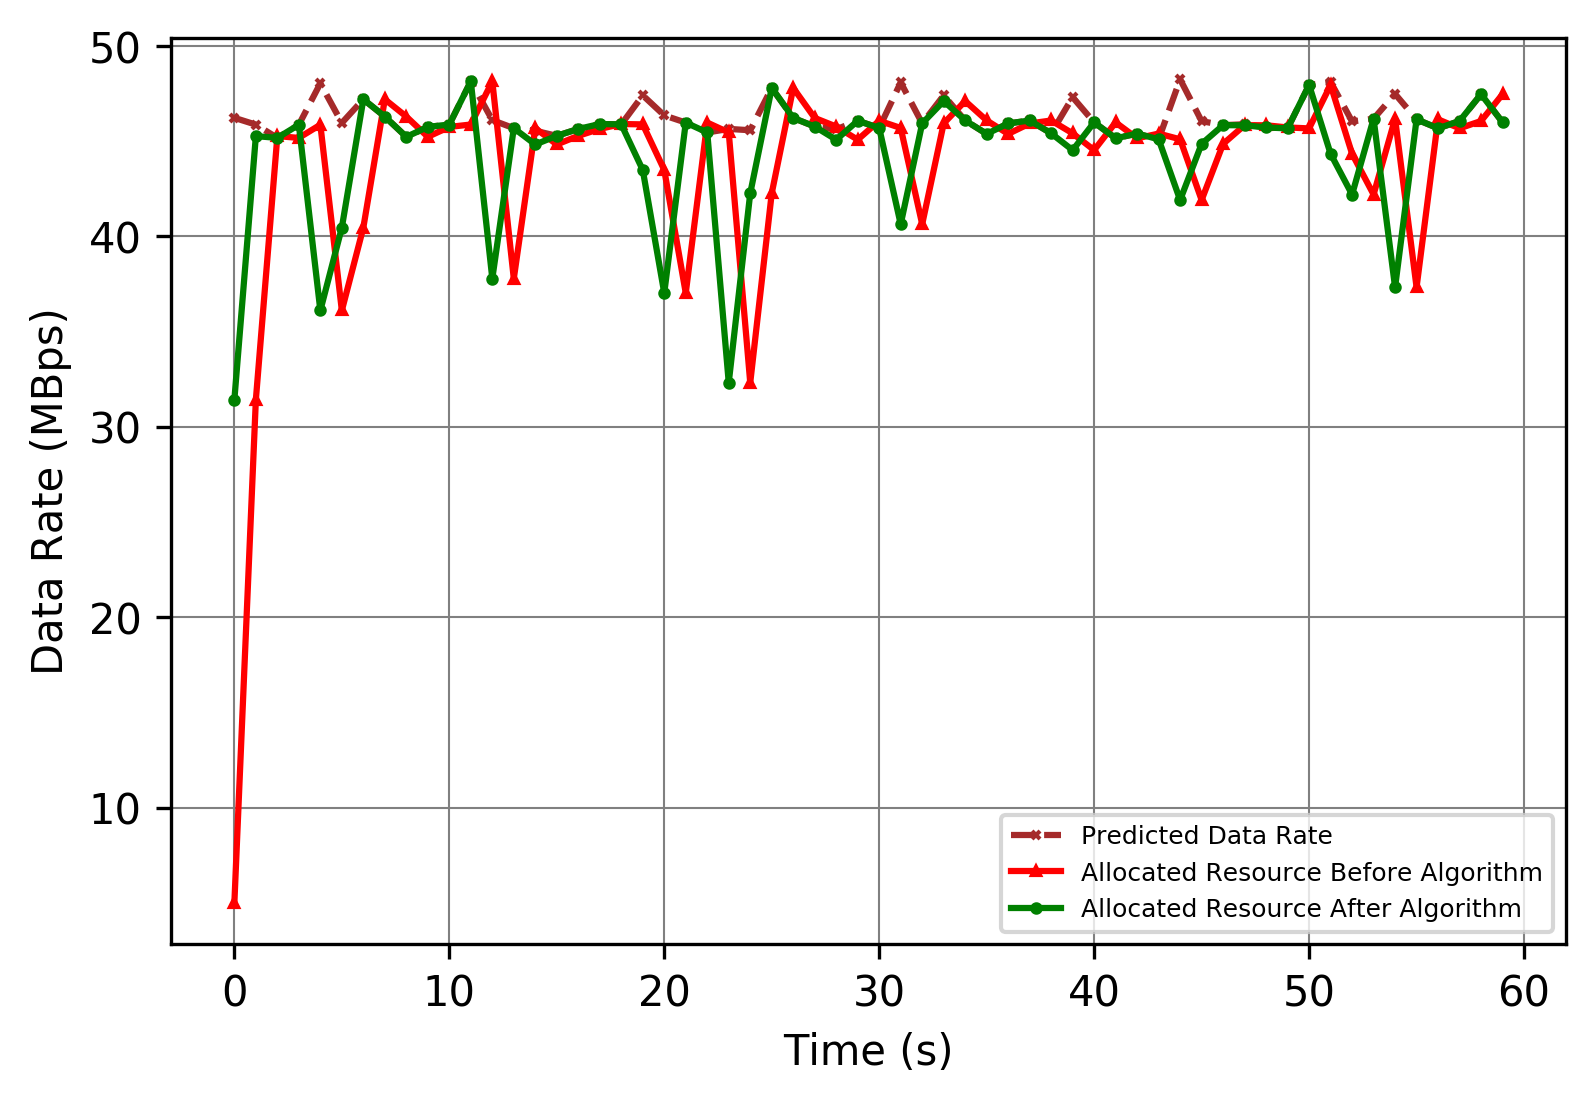 50
40
30
20
10
Data Rate (MBps)
Predicted Data Rate
Allocated Resource Before Algorithm
Allocated Resource After Algorithm
0 10 20 30 40 50 60
Time (s)